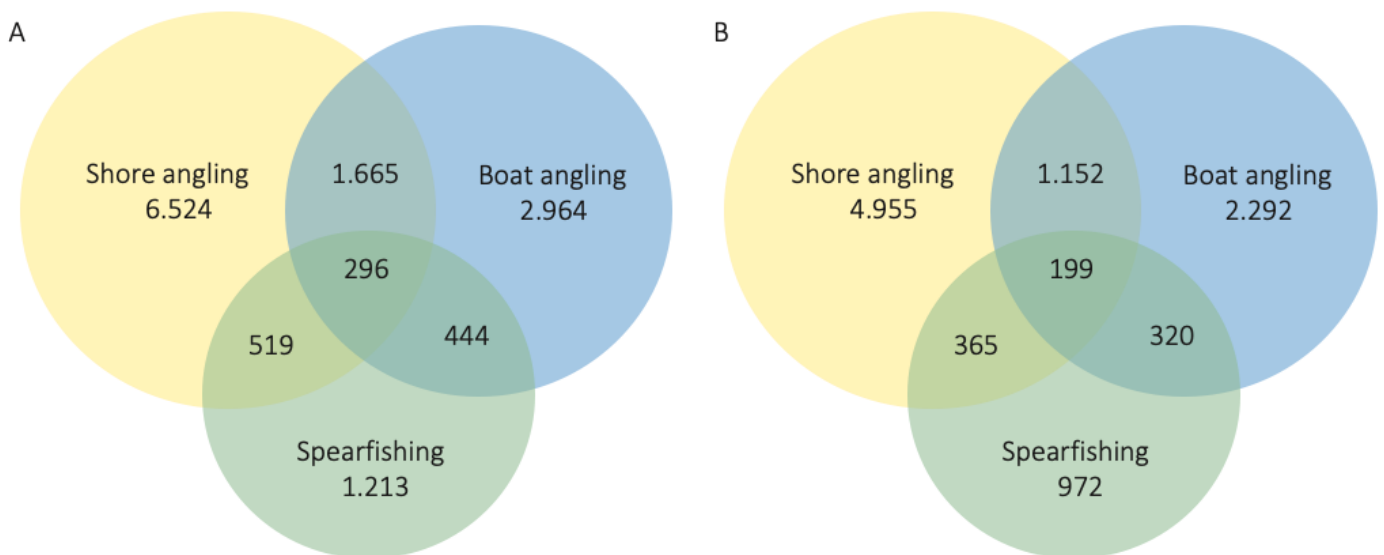 A
Shore angling
6.524
1.665
Boat angling
2.964
296
519
444
Spearfishing
1.213
B
Shore angling
4.955
1.152
Boat angling
2.292
199
365
320
Spearfishing
972